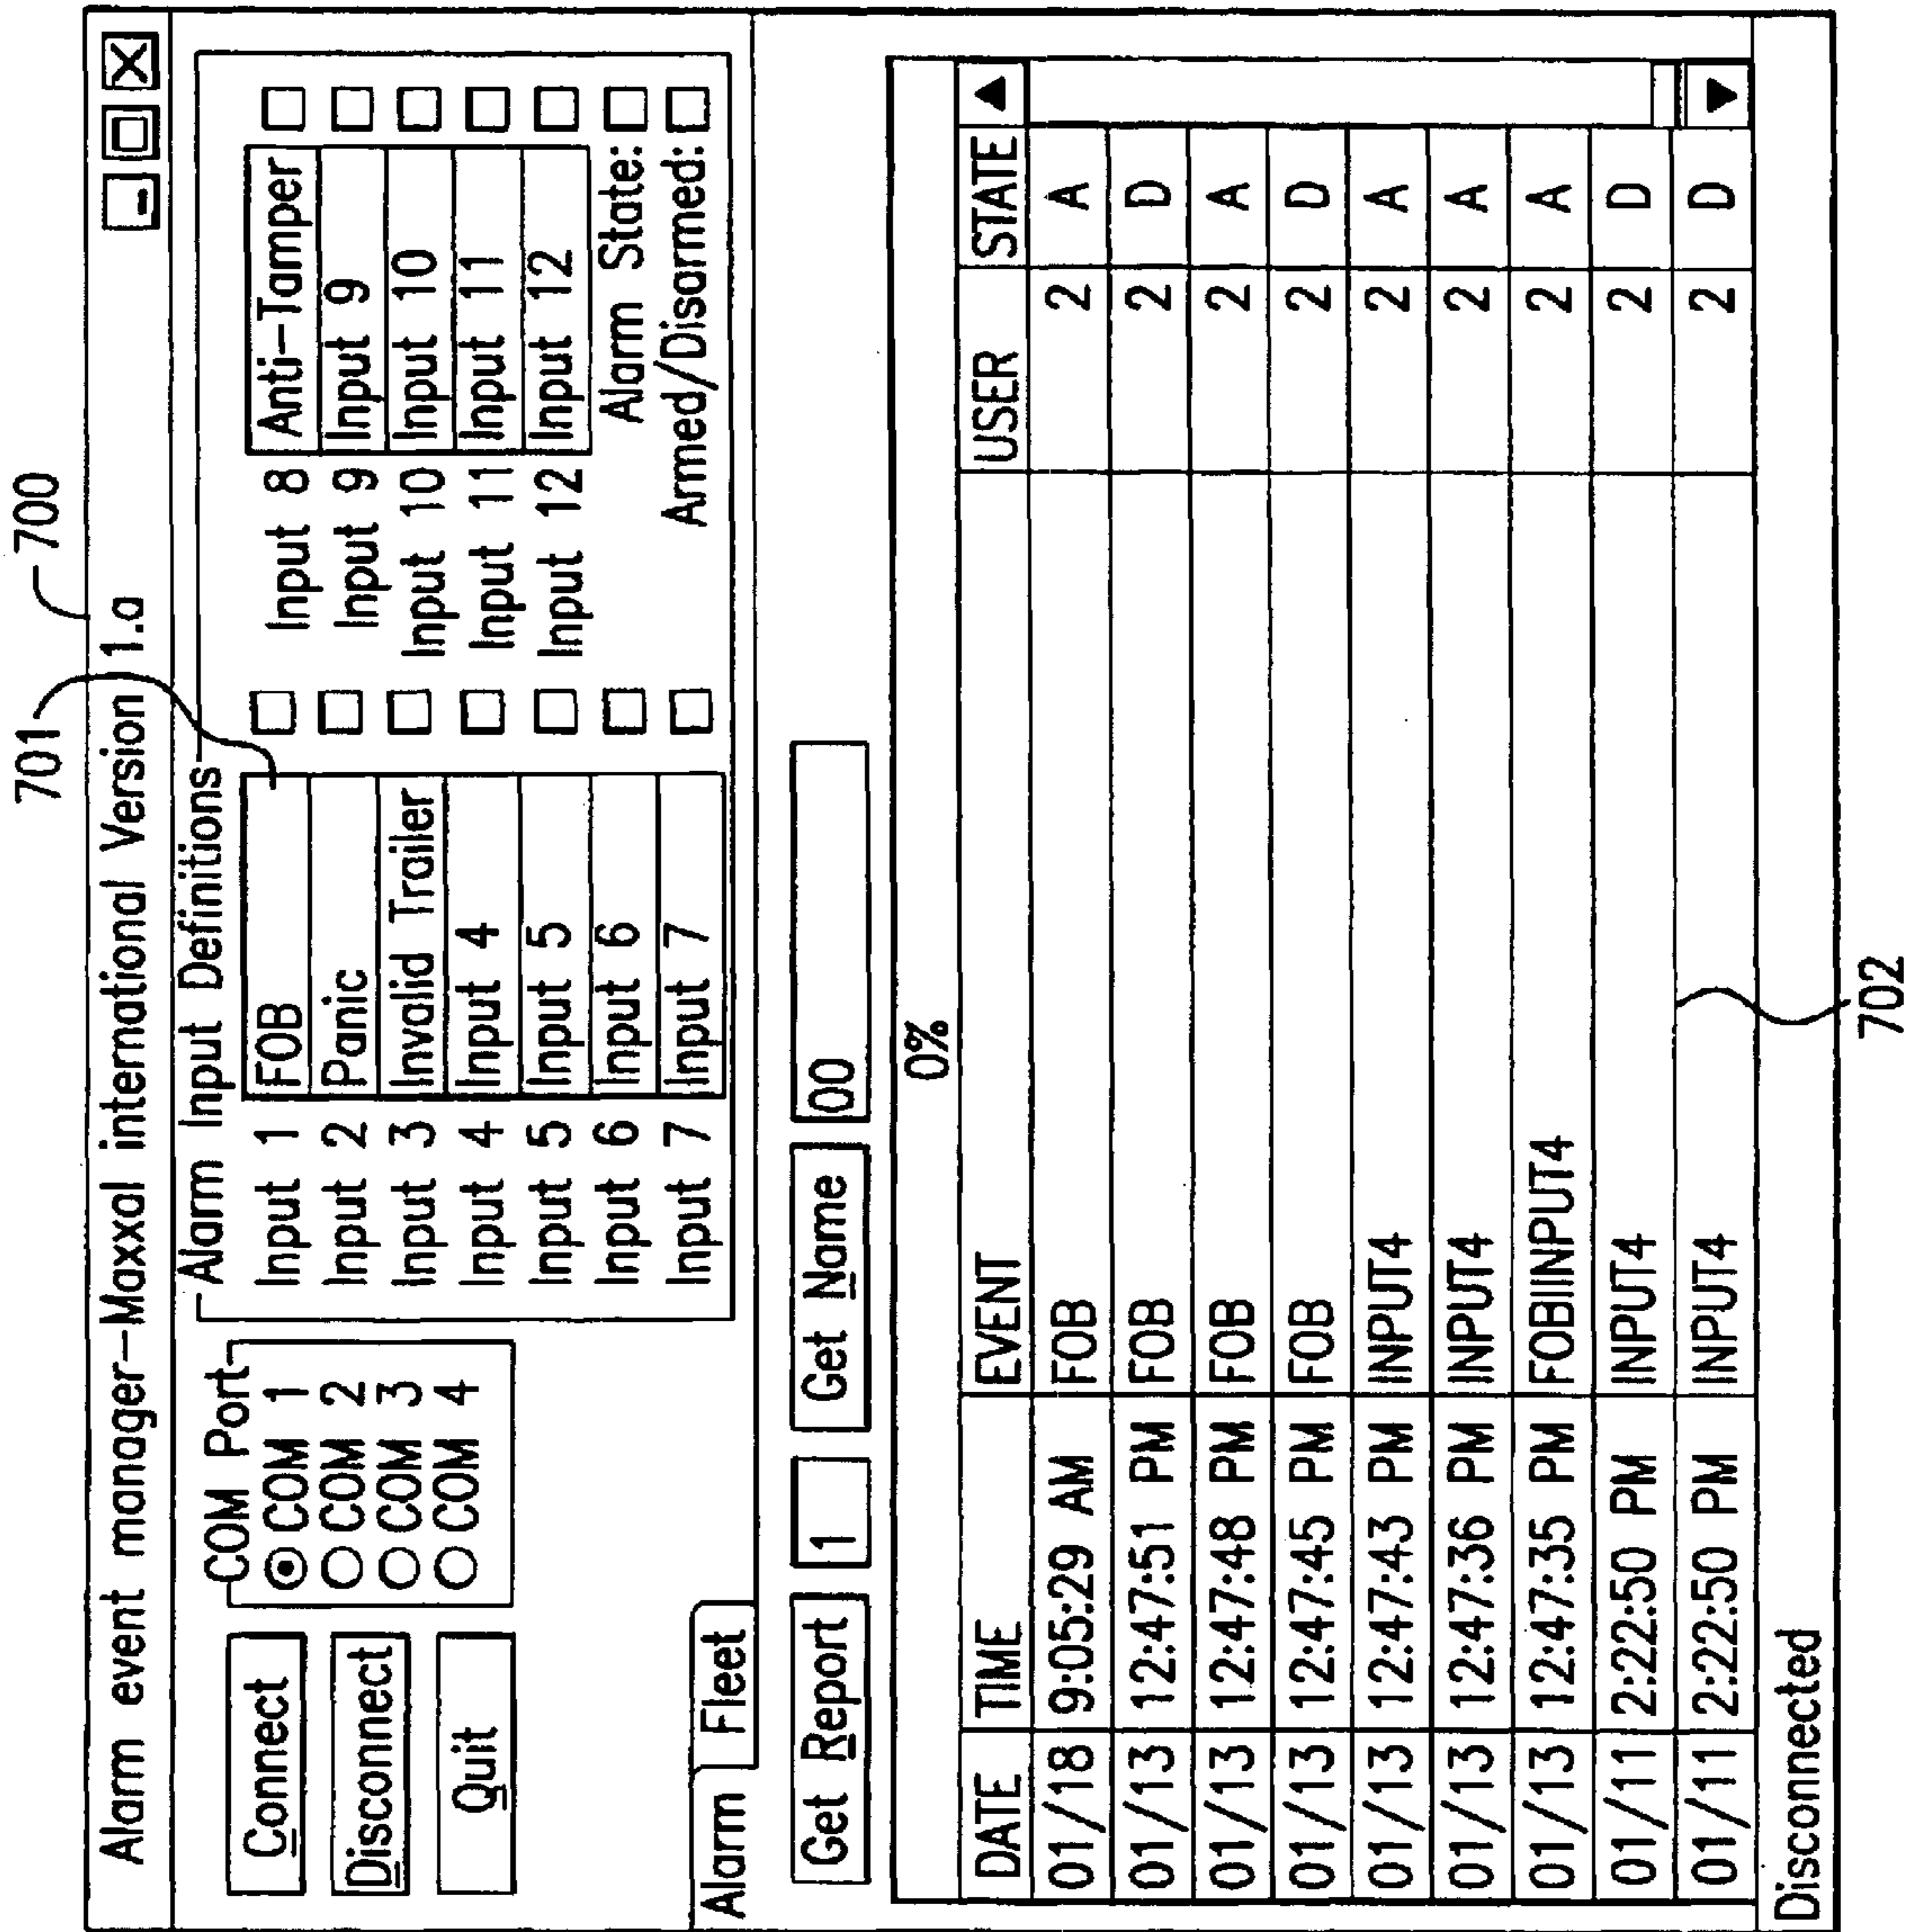 700
701
Alarm event manager-Maxxal international Version 11.a
Connect
Disconnect
Quit
COM Port
COM 1
COM 2
COM 3
COM 4
Alarm Input Definitions
Input 1 FOB
Input 2 Panic
Input 3 Invalid Trailer
Input 4 Input 4
Input 5 Input 5
Input 6 Input 6
Input 7 Input 7
Input 8 Anti-Tamper
Input 9 Input 9
Input 10 Input 10
Input 11 Input 11
Input 12 Input 12
Alarm State:
Armed/Disarmed:
Alarm Fleet
Get Report 1 Get Name 00
0%
DATE TIME EVENT USER STATE
01/18 9:05:29 AM FOB 2 A
01/13 12:47:51 PM FOB 2 D
01/13 12:47:48 PM FOB 2 A
01/13 12:47:45 PM FOB 2 D
01/13 12:47:43 PM INPUT4 2 A
01/13 12:47:36 PM INPUT4 2 A
01/13 12:47:35 PM FOBIINPUT4 2 A
01/11 2:22:50 PM INPUT4 2 D
01/11 2:22:50 PM INPUT4 2 D
Disconnected
702